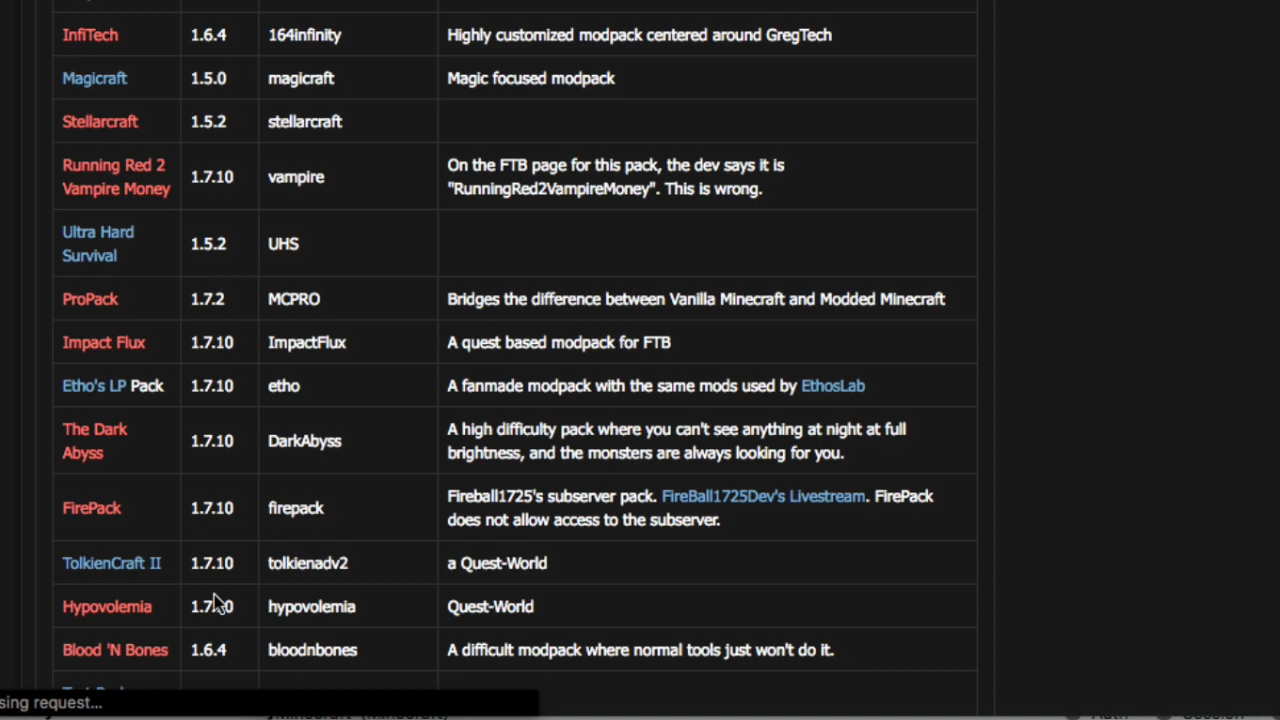 InfiTech 1.6.4 164infinity Highly customized modpack centered around GregTech
Magicraft 1.5.0 magicraft Magic focused modpack
Stellarcraft 1.5.2 stellarcraft
Running Red 2 Vampire Money 1.7.10 vampire On the FTB page for this pack, the dev says it is
"RunningRed2VampireMoney". This is wrong.
Ultra Hard
Survival 1.5.2 UHS
ProPack 1.7.2 MCPRO Bridges the difference between Vanilla Minecraft and Modded Minecraft
Impact Flux 1.7.10 ImpactFlux A quest based modpack for FTB
Etho's LP Pack 1.7.10 etho A fanmade modpack with the same mods used by EthosLab
The Dark
Abyss 1.7.10 DarkAbyss A high difficulty pack where you can't see anything at night at full
brightness, and the monsters are always looking for you.
FirePack 1.7.10 firepack Fireball1725's subserver pack. FireBall1725Dev's Livestream. FirePack
does not allow access to the subserver.
TolkienCraft II 1.7.10 tolkienadv2 a Quest-World
Hypovolemia hypovolemia Quest-World
Blood 'N Bones 1.6.4 bloodnbones A difficult modpack where normal tools just won't do it.
request...